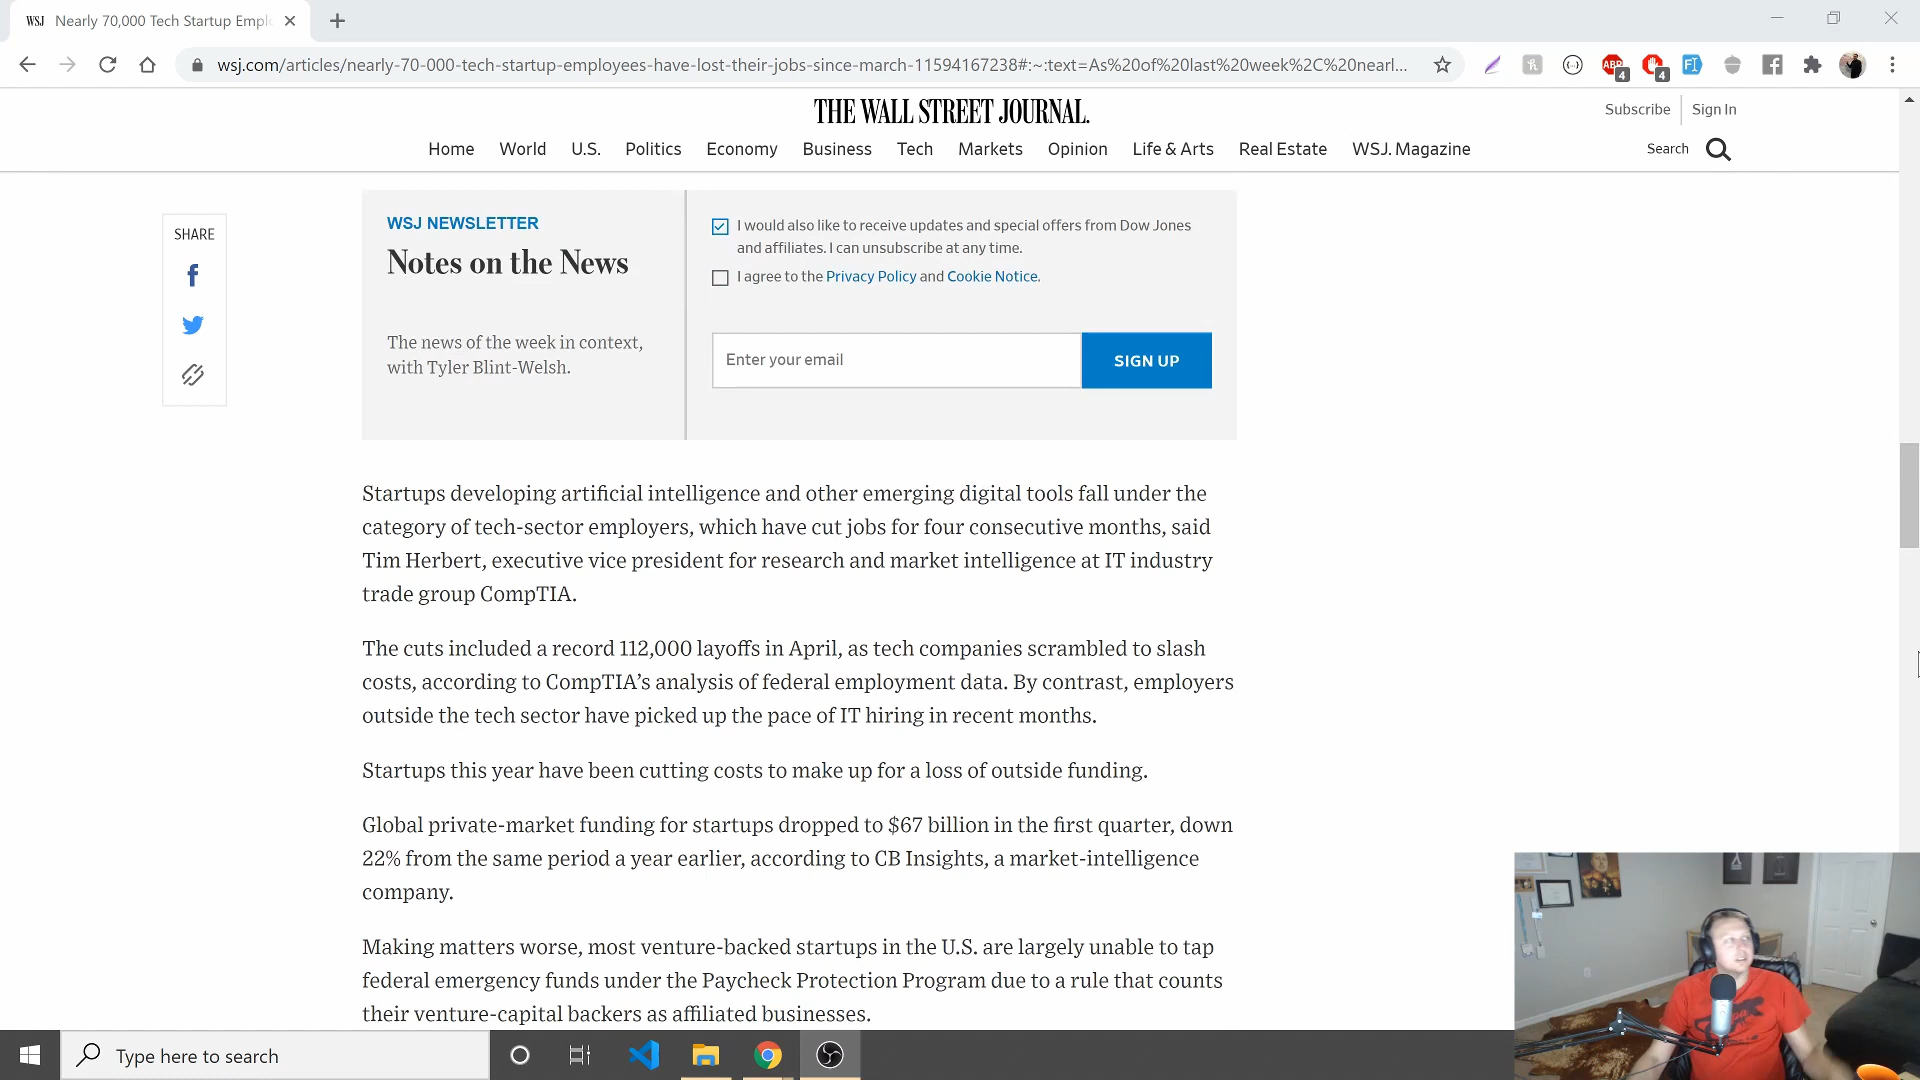 WSJ Nearly 70,000 Tech Startup Empl
wsj.com/articles/nearly-70-000-tech-startup-employees-have-lost-their-jobs-since-march-11594167238#:~:text=As%20of%20last%20week%2C%20nearl...
ABP 4 4
THE WALL STREET JOURNAL.
Subscribe Sign In
Home World U.S. Politics Economy Business Tech Markets Opinion Life & Arts Real Estate WSJ. Magazine Search
SHARE
WSJ NEWSLETTER
Notes on the News
The news of the week in context,
with Tyler Blint-Welsh.
I would also like to receive updates and special offers from Dow Jones
and affiliates. I can unsubscribe at any time.
I agree to the Privacy Policy and Cookie Notice.
Enter your email SIGN UP
Startups developing artificial intelligence and other emerging digital tools fall under the
category of tech-sector employers, which have cut jobs for four consecutive months, said
Tim Herbert, executive vice president for research and market intelligence at IT industry
trade group CompTIA.
The cuts included a record 112,000 layoffs in April, as tech companies scrambled to slash
costs, according to CompTIA’s analysis of federal employment data. By contrast, employers
outside the tech sector have picked up the pace of IT hiring in recent months.
Startups this year have been cutting costs to make up for a loss of outside funding.
Global private-market funding for startups dropped to $67 billion in the first quarter, down
22% from the same period a year earlier, according to CB Insights, a market-intelligence
company.
Making matters worse, most venture-backed startups in the U.S. are largely unable to tap
federal emergency funds under the Paycheck Protection Program due to a rule that counts
their venture-capital backers as affiliated businesses.
Type here to search